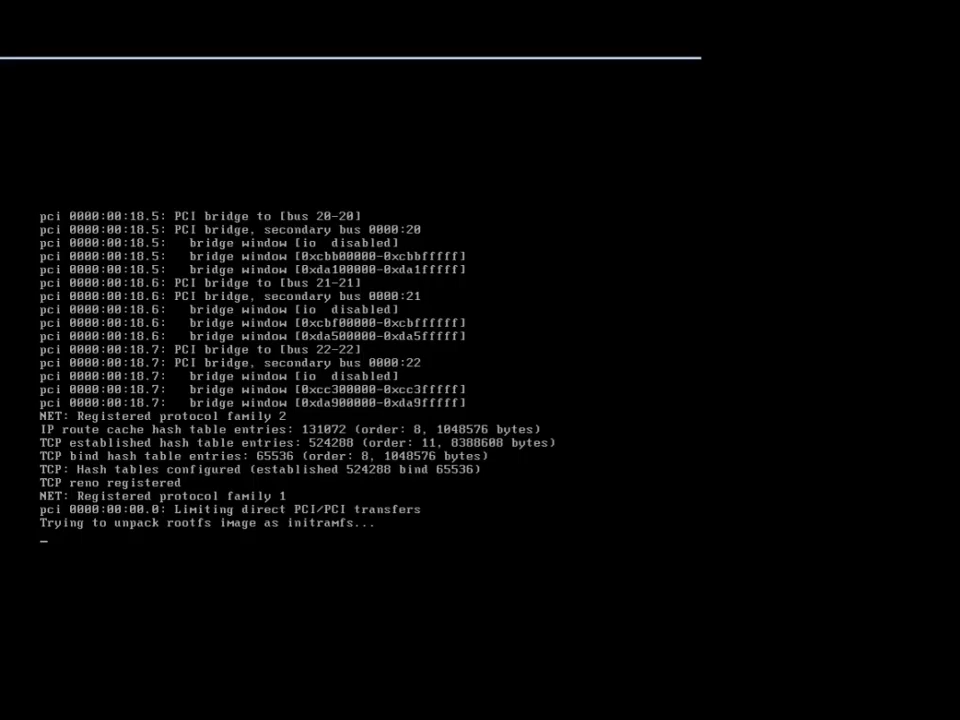 pci 0000:00:18.5: PCI bridge to [bus 20-20]
pci 0000:00:18.5: PCI bridge, secondary bus 0000:20
pci 0000:00:18.5:   bridge window [io  disabled]
pci 0000:00:18.5:   bridge window [0xcbb00000-0xcbbfffff]
pci 0000:00:18.5:   bridge window [0xda100000-0xda1fffff]
pci 0000:00:18.6: PCI bridge to [bus 21-21]
pci 0000:00:18.6: PCI bridge, secondary bus 0000:21
pci 0000:00:18.6:   bridge window [io  disabled]
pci 0000:00:18.6:   bridge window [0xcbf00000-0xcbffffff]
pci 0000:00:18.6:   bridge window [0xda500000-0xda5fffff]
pci 0000:00:18.7: PCI bridge to [bus 22-22]
pci 0000:00:18.7: PCI bridge, secondary bus 0000:22
pci 0000:00:18.7:   bridge window [io  disabled]
pci 0000:00:18.7:   bridge window [0xcc300000-0xcc3fffff]
pci 0000:00:18.7:   bridge window [0xda900000-0xda9fffff]
NET: Registered protocol family 2
IP route cache hash table entries: 131072 (order: 8, 1048576 bytes)
TCP established hash table entries: 524288 (order: 11, 8388608 bytes)
TCP bind hash table entries: 65536 (order: 8, 1048576 bytes)
TCP: Hash tables configured (established 524288 bind 65536)
TCP reno registered
NET: Registered protocol family 1
pci 0000:00:00.0: Limiting direct PCI/PCI transfers
Trying to unpack rootfs image as initramfs...
_